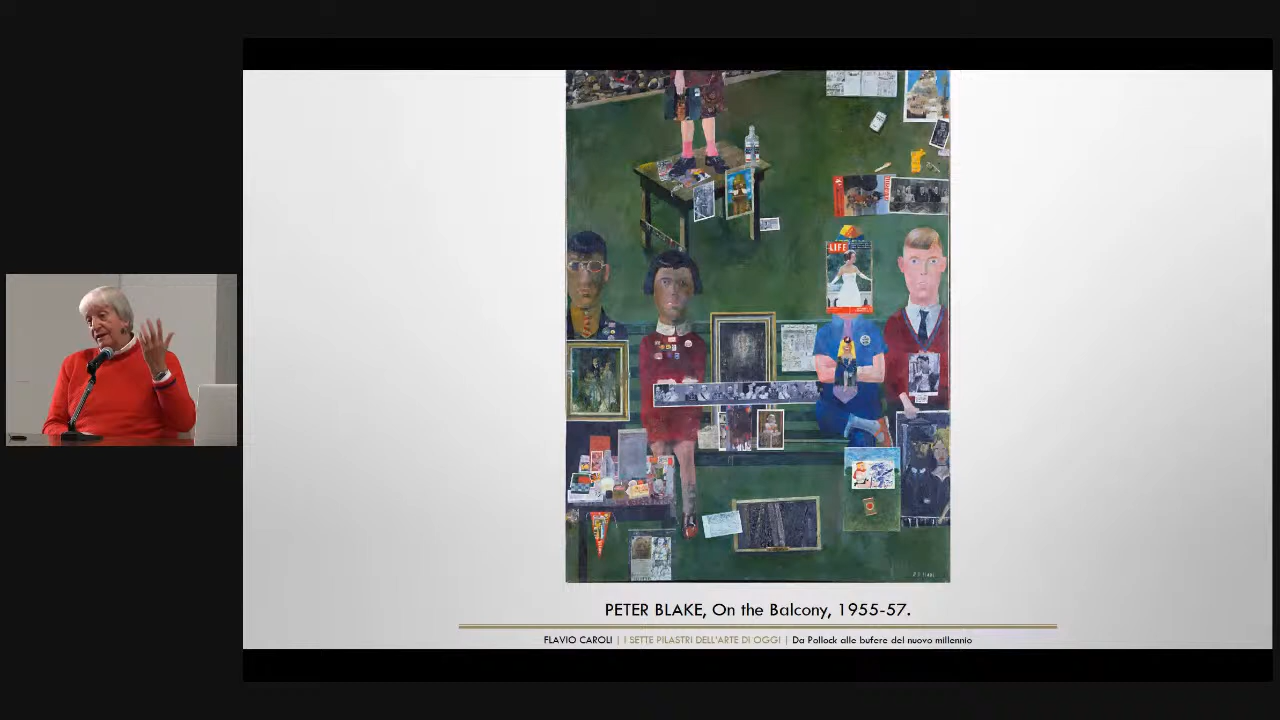 LIFE
PETER BLAKE, On the Balcony, 1955-57.
FLAVIO CAROLI | I SETTE PILASTRI DELL'ARTE DI OGGI | Da Pollock alle bufere del nuovo millennio